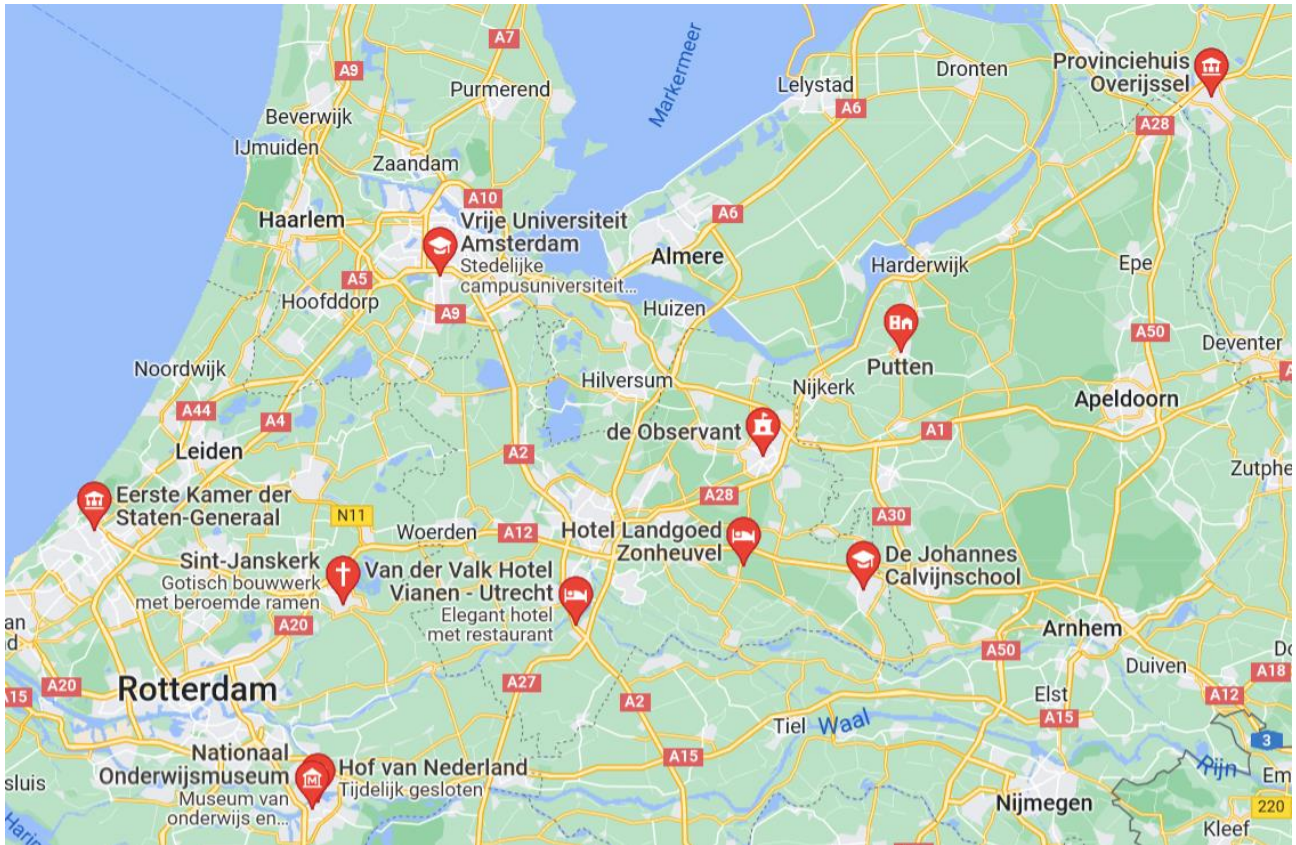 A7
A9
Purmerend
Markermeer
Lelystad
Dronten
Provinciehuis
Overijssel
A6
A28
Beverwijk
IJmuiden
Zaandam
A10
Haarlem
Vrije Universiteit
Amsterdam
Stedelijke
campusuniversiteit...
A6
Almere
Harderwijk
Epe
A5
Hoofddorp
A9
Huizen
A50
Deventer
Noordwijk
Hilversum
Nijkerk
Putten
Apeldoorn
A44
A4
Leiden
A2
de Observant
A1
A
Zutphe
Eerste Kamer der
Staten-Generaal
N11
Woerden
A12
A28
Hotel Landgoed
Zonheuvel
A30
De Johannes
Calvijnschool
Sint-Janskerk
Gotisch bouwwerk
met beroemde ramen
Van der Valk Hotel
Vianen - Utrecht
Elegant hotel
met restaurant
A20
an
d
Arnhem
A50
Duiven
Do
A18
A12
A15
A20
Rotterdam
A27
A2
Tiel
Waal
Elst
A15
3
Rijn
Nationaal
Onderwijsmuseum
Museum van
onderwijs en...
Hof van Nederland
Tijdelijk gesloten
A15
sluis
Harin
Nijmegen
Em
220
Kleef